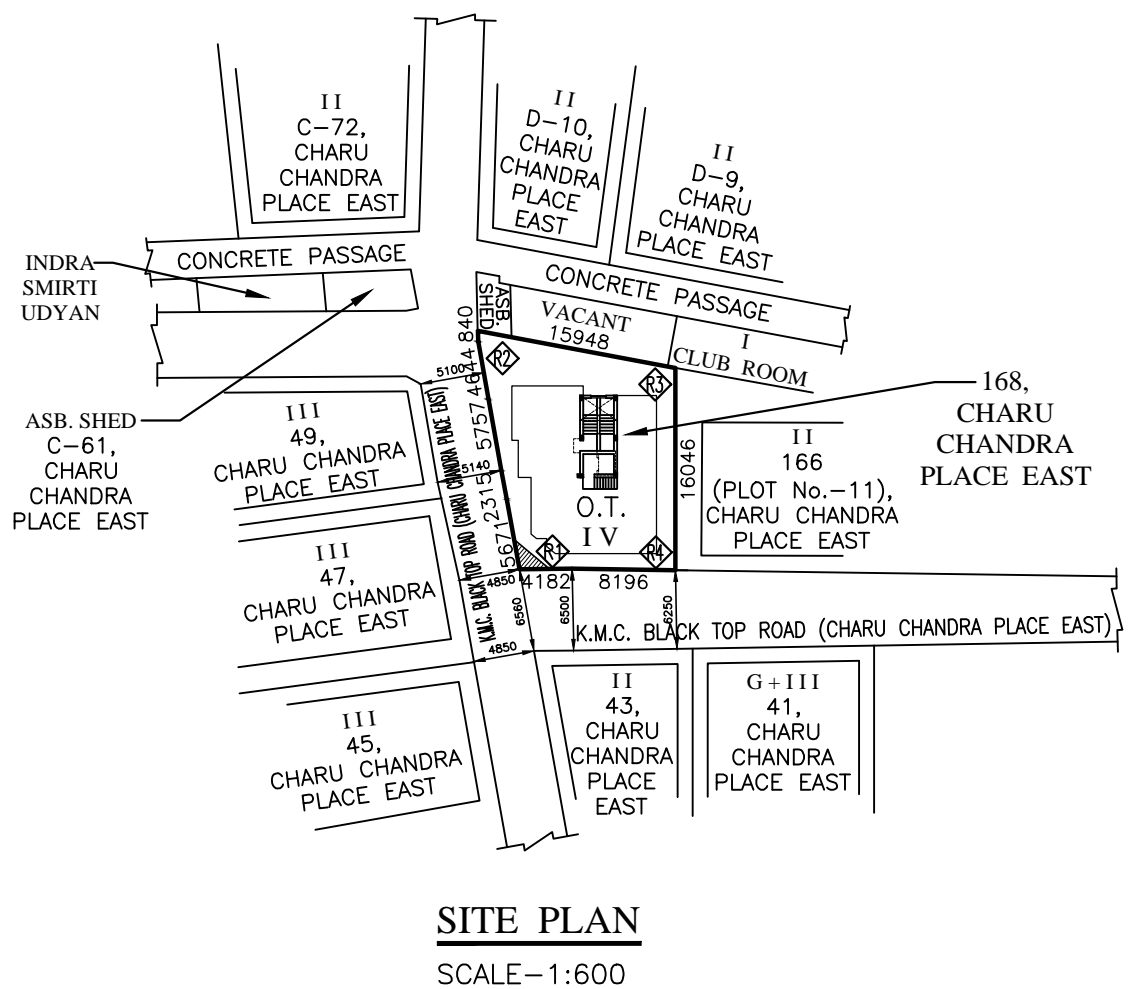 II
C-72,
CHARU
CHANDRA
PLACE EAST
II
D-10,
CHARU
CHANDRA
PLACE
EAST
II
D-9,
CHARU
CHANDRA
PLACE EAST
CONCRETE PASSAGE
INDRA
SMIRTI
UDYAN
ASB.
SHED
CONCRETE PASSAGE
VACANT
15948
I
CLUB ROOM
840
R2
R3
5100
4644
168,
CHARU
CHANDRA
PLACE EAST
ASB. SHED
C-61,
CHARU
CHANDRA
PLACE EAST
III
49,
CHARU CHANDRA
PLACE EAST
5757
5140
2315
5671
K.M.C. BLACK TOP ROAD (CHARU CHANDRA PLACE EAST)
16046
II
166
(PLOT No.-11),
CHARU CHANDRA
PLACE EAST
O.T.
IV
R1
R4
III
47,
CHARU CHANDRA
PLACE EAST
4850
4182
8196
6560
6500
6250
K.M.C. BLACK TOP ROAD (CHARU CHANDRA PLACE EAST)
4850
III
45,
CHARU CHANDRA
PLACE EAST
II
43,
CHARU
CHANDRA
PLACE
EAST
G+III
41,
CHARU
CHANDRA
PLACE EAST
SITE PLAN
SCALE-1:600